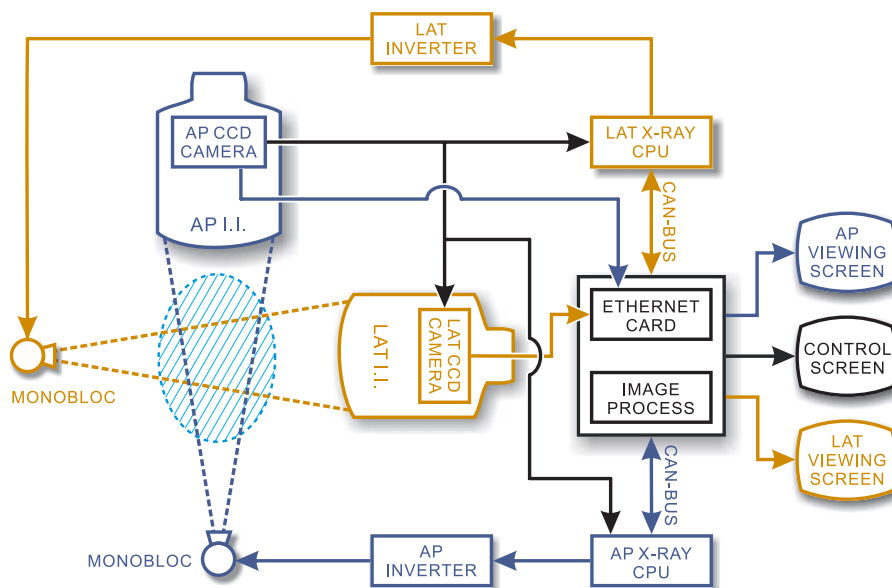 LAT
INVERTER
AP CCD
CAMERA
LAT X-RAY
CPU
AP I.I.
CAN-BUS
AP
VIEWING
SCREEN
ETHERNET
CARD
LAT I.I.
LAT CCD
CAMERA
CONTROL
SCREEN
MONOBLOC
IMAGE
PROCESS
LAT
VIEWING
SCREEN
CAN-BUS
MONOBLOC
AP
INVERTER
AP X-RAY
CPU